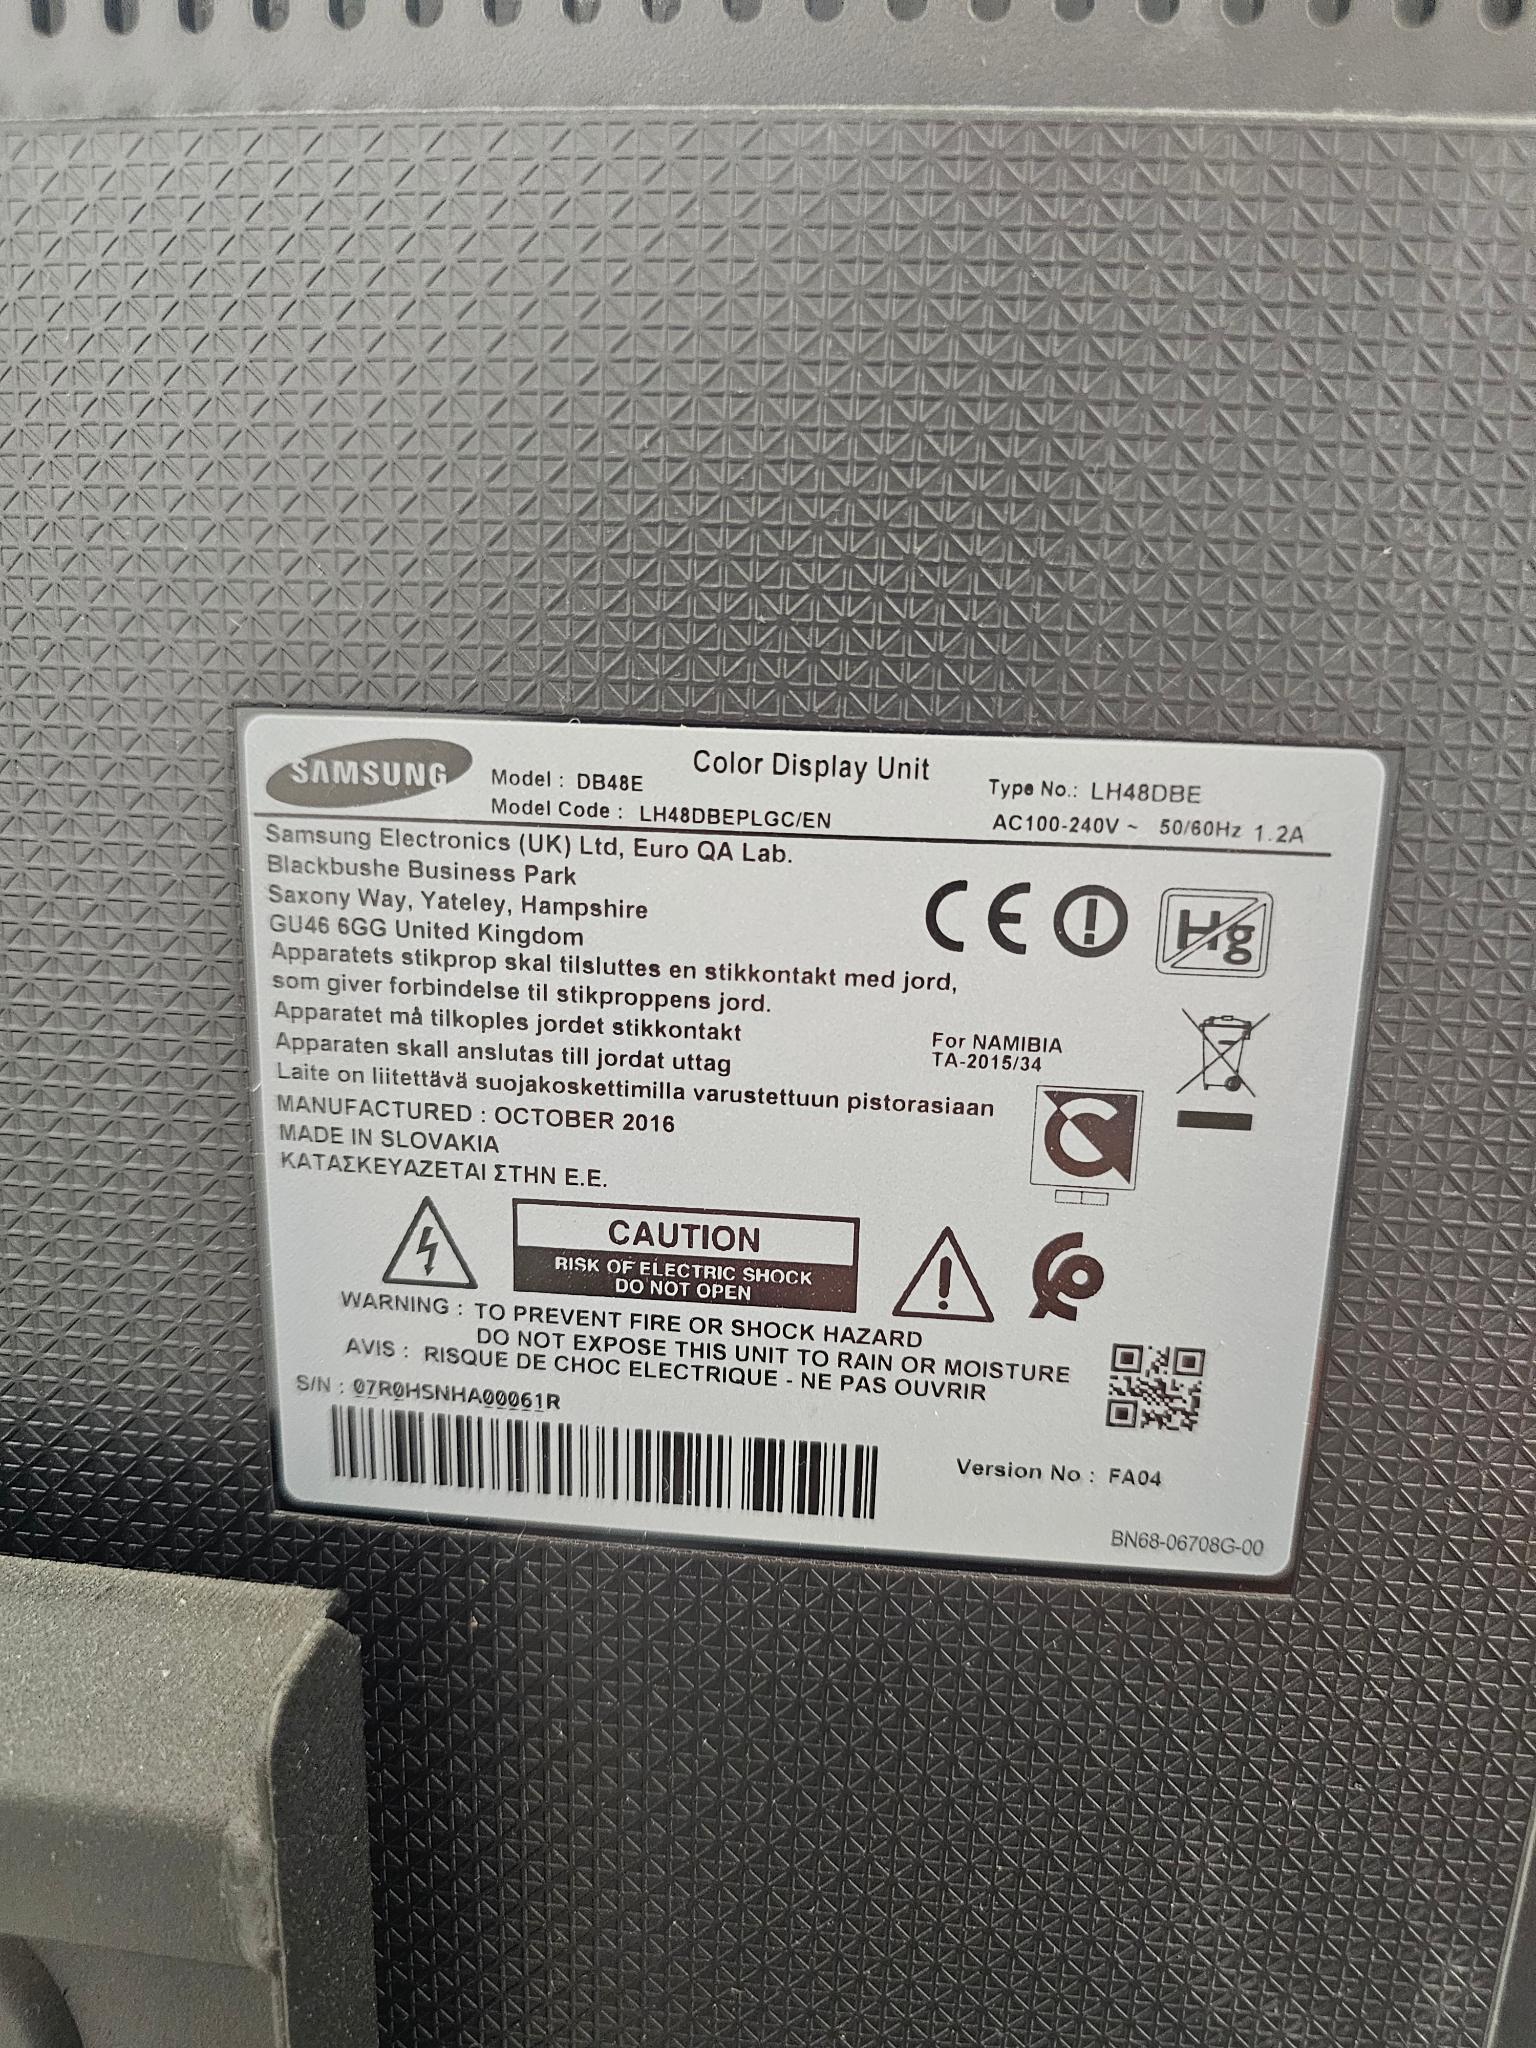 SAMSUNG
Color Display Unit
Model : DB48E
Type No.: LH48DBE
Model Code : LH48DBEPLGC/EN
AC100-240V ~ 50/60Hz 1.2A
Samsung Electronics (UK) Ltd, Euro QA Lab.
Blackbushe Business Park
Saxony Way, Yateley, Hampshire
GU46 6GG United Kingdom
CE
Hg
Apparatets stikprop skal tilsluttes en stikkontakt med jord,
som giver forbindelse til stikproppens jord.
Apparatet må tilkoples jordet stikkontakt
Apparaten skall anslutas till jordat uttag
Laite on liitettävä suojakoskettimilla varustettuun pistorasiaan
For NAMIBIA
TA-2015/34
MANUFACTURED : OCTOBER 2016
MADE IN SLOVAKIA
ΚΑΤΑΣΚΕΥΑΖΕΤΑΙ ΣΤΗΝ Ε.Ε.
CAUTION
RISK OF ELECTRIC SHOCK
DO NOT OPEN
WARNING : TO PREVENT FIRE OR SHOCK HAZARD
DO NOT EXPOSE THIS UNIT TO RAIN OR MOISTURE
AVIS : RISQUE DE CHOC ELECTRIQUE - NE PAS OUVRIR
S/N : 07R0HSNHA00061R
Version No : FA04
BN68-06708G-00